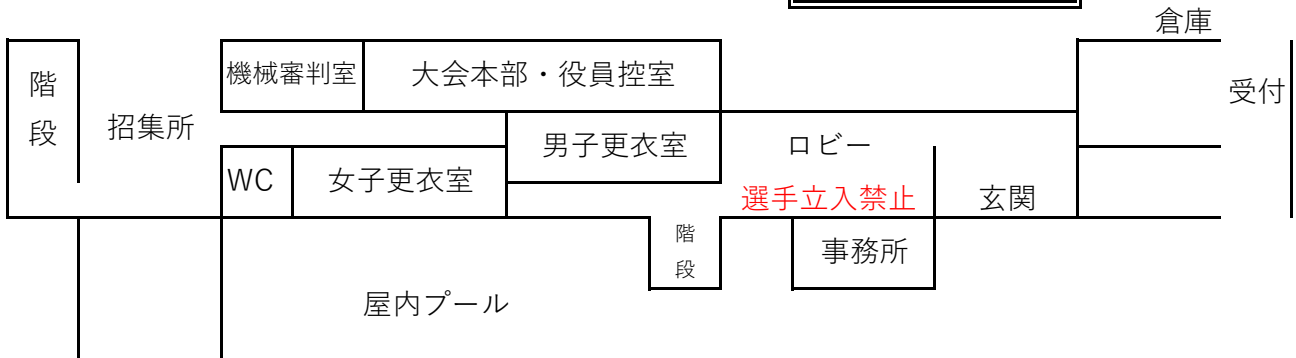 倉庫
機械審判室
大会本部・役員控室
階段
受付
招集所
男子更衣室
ロビー
WC
女子更衣室
選手立入禁止
玄関
階段
事務所
屋内プール